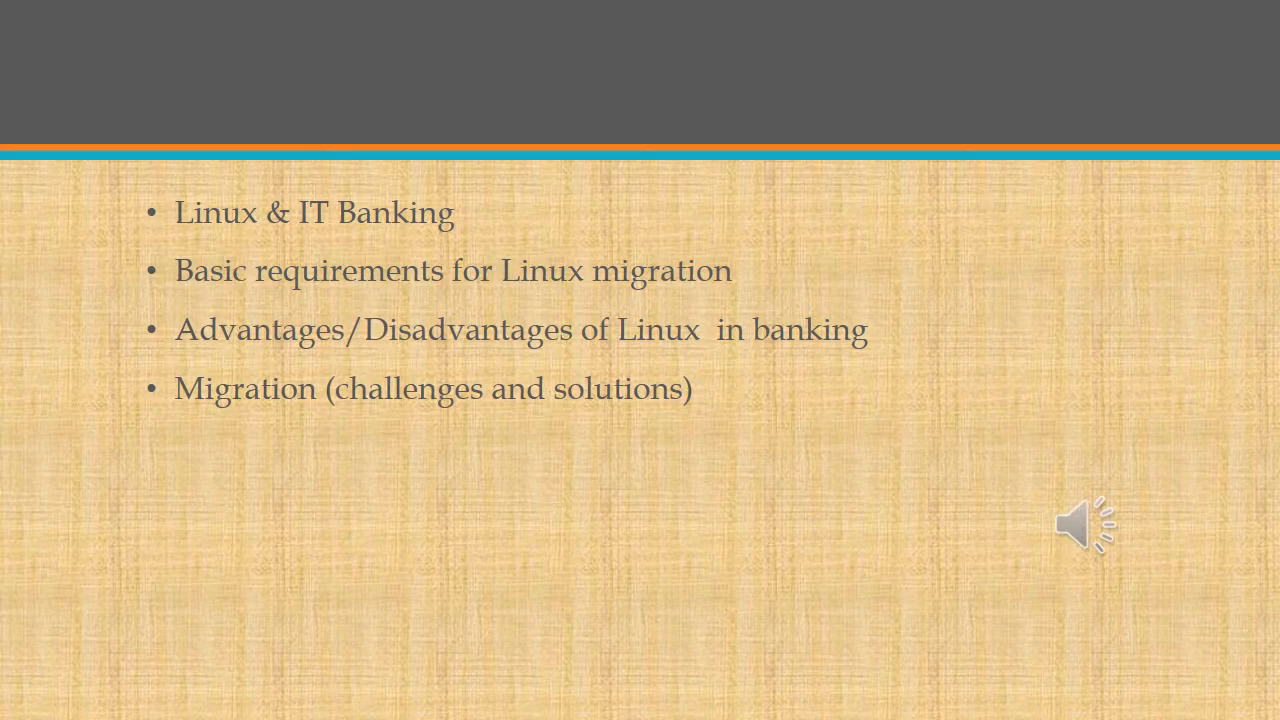 • Linux & IT Banking
• Basic requirements for Linux migration
• Advantages/Disadvantages of Linux  in banking
• Migration (challenges and solutions)